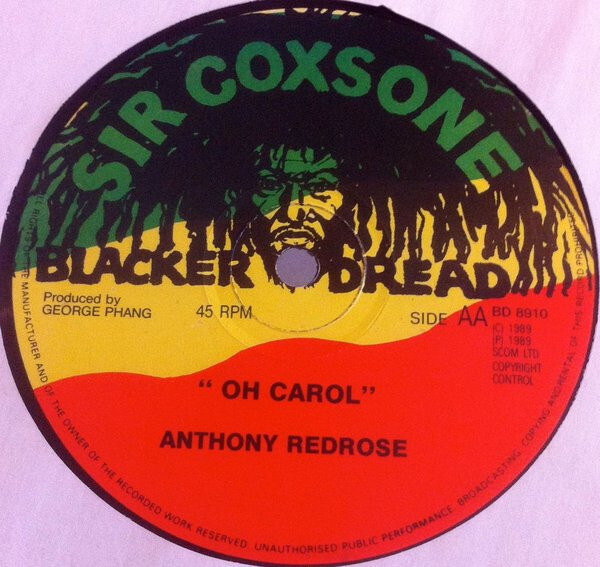 SIR COXSONE
BLACKER DREAD
Produced by
GEORGE PHANG
45 RPM
SIDE AA
BD 8910
(C) 1989
(P) 1989
SCOM LTD
COPYRIGHT
CONTROL
“ OH CAROL”
ANTHONY REDROSE
MANUFACTURER AND OF THE OWNER OF THE RECORDED WORK RESERVED. UNAUTHORISED PUBLIC PERFORMANCE. BROADCASTING. COPYING AND RENTAL OF THIS RECORD PROHIBITED